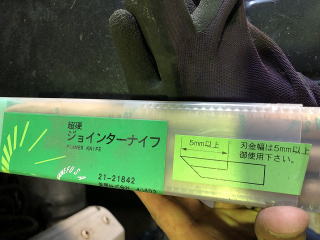 超硬
ジョインターナイフ
PLANER KNIFE
21-21842
5mm以上
刃金幅は5mm以上
御使用下さい。